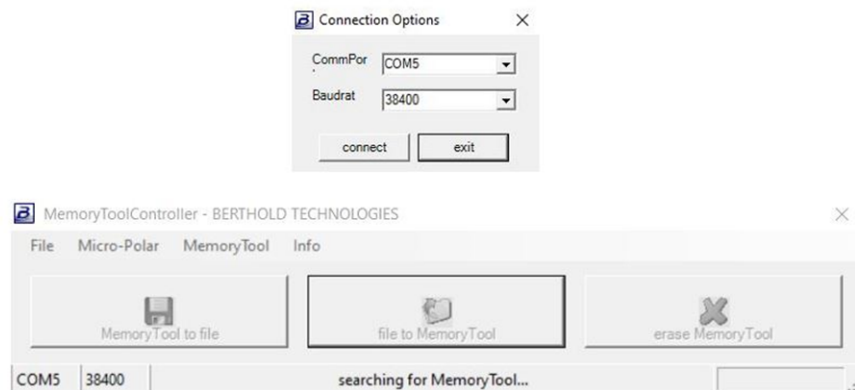 Connection Options
CommPor
COM5
Baudrat
38400
connect exit
MemoryToolController - BERTHOLD TECHNOLOGIES
File Micro-Polar MemoryTool Info
MemoryTool to file file to MemoryTool erase MemoryTool
COM5 38400 searching for MemoryTool...